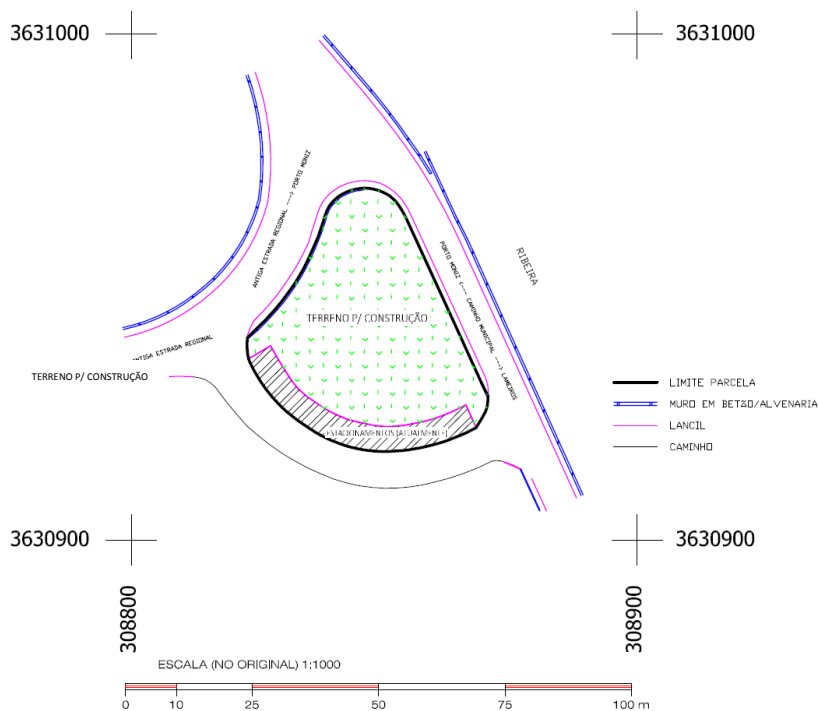 3631000
3631000
ANTIGA ESTRADA REGIONAL ---> PORTO MONIZ
RIBEIRA
PORTO MONIZ <--- CAMINHO MUNICIPAL ---> LAMEIROS
TERRENO P/ CONSTRUÇÃO
ANTIGA ESTRADA REGIONAL
TERRENO P/ CONSTRUÇÃO
LIMITE PARCELA
MURO EM BETÃO/ALVENARIA
LANCIL
CAMINHO
ESTACIONAMENTOS (ATUALMENTE)
3630900
3630900
308800
308900
ESCALA (NO ORIGINAL) 1:1000
0 10 25 50 75 100 m